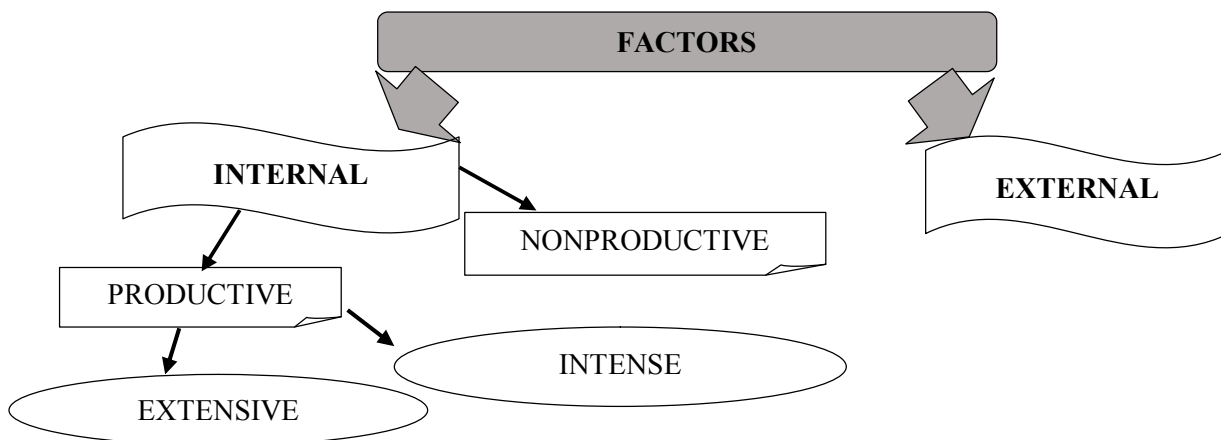 FACTORS
INTERNAL
EXTERNAL
NONPRODUCTIVE
PRODUCTIVE
INTENSE
EXTENSIVE